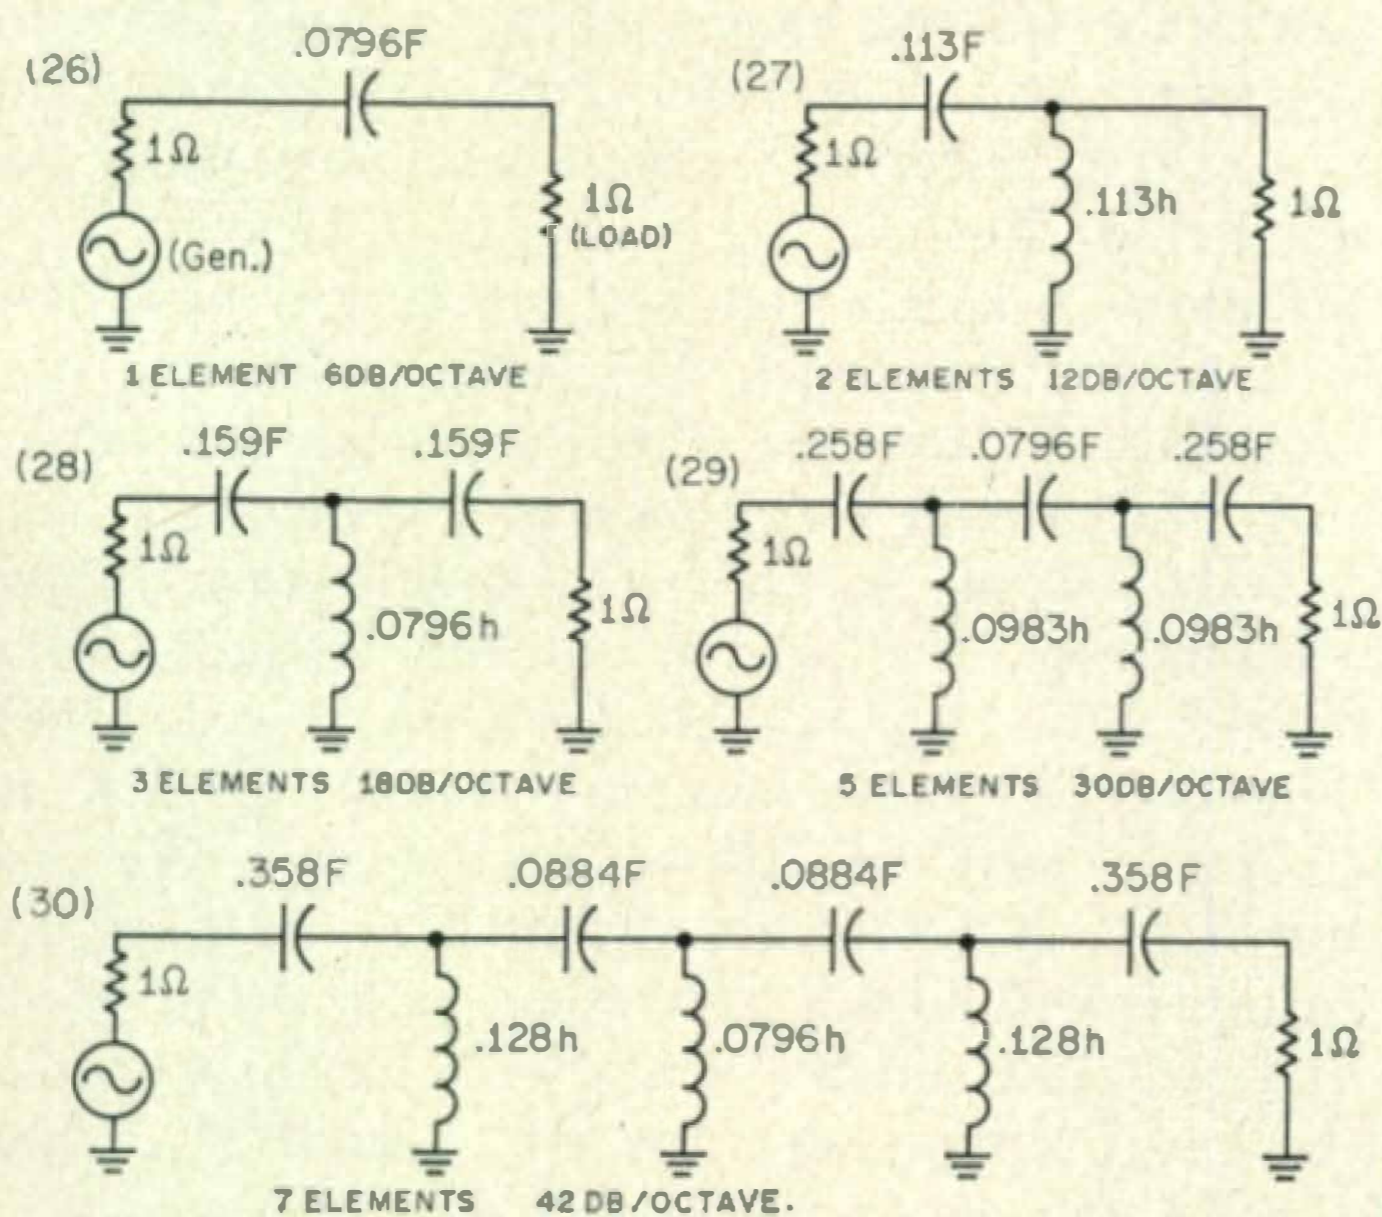 (26)
.0796F
1Ω
(Gen.)
1Ω
(LOAD)
1 ELEMENT 6DB/OCTAVE
(27)
.113F
1Ω
.113h
1Ω
2 ELEMENTS 12DB/OCTAVE
(28)
.159F
.159F
1Ω
.0796h
1Ω
3 ELEMENTS 18DB/OCTAVE
(29)
.258F
.0796F
.258F
1Ω
.0983h
.0983h
1Ω
5 ELEMENTS 30DB/OCTAVE
(30)
.358F
.0884F
.0884F
.358F
1Ω
.128h
.0796h
.128h
1Ω
7 ELEMENTS 42DB/OCTAVE.